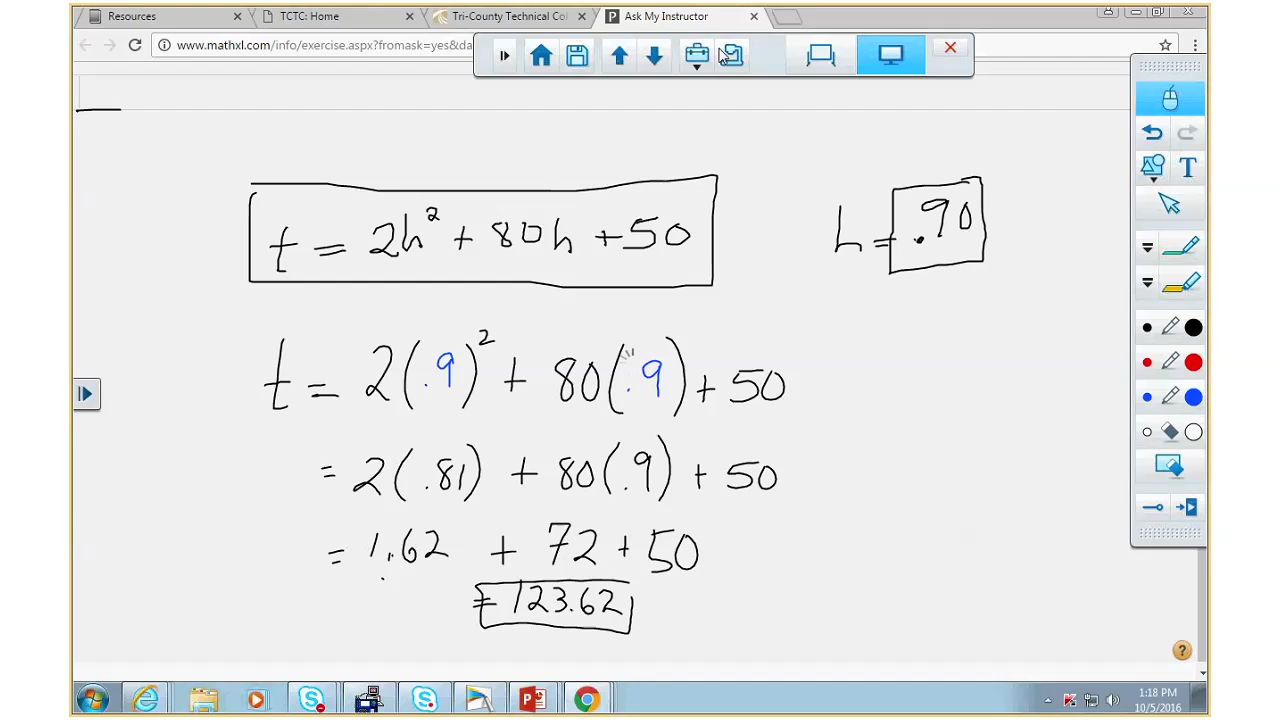 Resources
TCTC: Home
Tri-County Technical Col
Ask My Instructor
www.mathxl.com/info/exercise.aspx?fromask=yes&da
t = 2h² + 80h + 50
h = .90
t = 2(.9)² + 80(.9) + 50
= 2(.81) + 80(.9) + 50
= 1.62 + 72 + 50
= 123.62
T
?
1:18 PM
10/5/2016